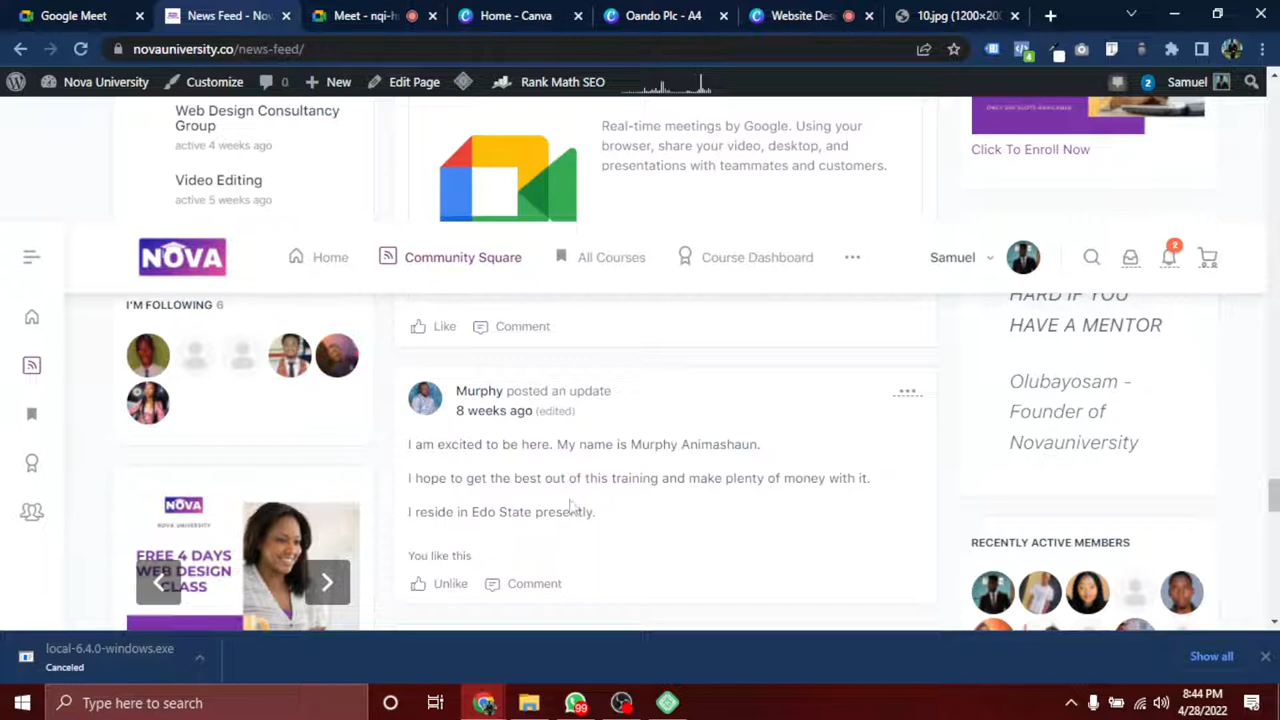 Google Meet
News Feed - Nov
Meet - nqi-h
Home - Canva
Oando Plc - A4
Website Des
10.jpg (1200×20
novauniversity.co/news-feed/
Nova University
Customize
0
New
Edit Page
Rank Math SEO
2
Samuel
Web Design Consultancy
Group
active 4 weeks ago
Video Editing
active 5 weeks ago
Real-time meetings by Google. Using your
browser, share your video, desktop, and
presentations with teammates and customers.
Click To Enroll Now
NOVA
Home
Community Square
All Courses
Course Dashboard
Samuel
2
I'M FOLLOWING 6
HARD IF YOU
HAVE A MENTOR
Olubayosam -
Founder of
Novauniversity
Like
Comment
Murphy posted an update
8 weeks ago (edited)
I am excited to be here. My name is Murphy Animashaun.
I hope to get the best out of this training and make plenty of money with it.
I reside in Edo State presently.
You like this
Unlike
Comment
NOVA
NOVA UNIVERSITY
FREE 4 DAYS
WEB DESIGN
CLASS
RECENTLY ACTIVE MEMBERS
local-6.4.0-windows.exe
Canceled
Show all
Type here to search
99
8:44 PM
4/28/2022